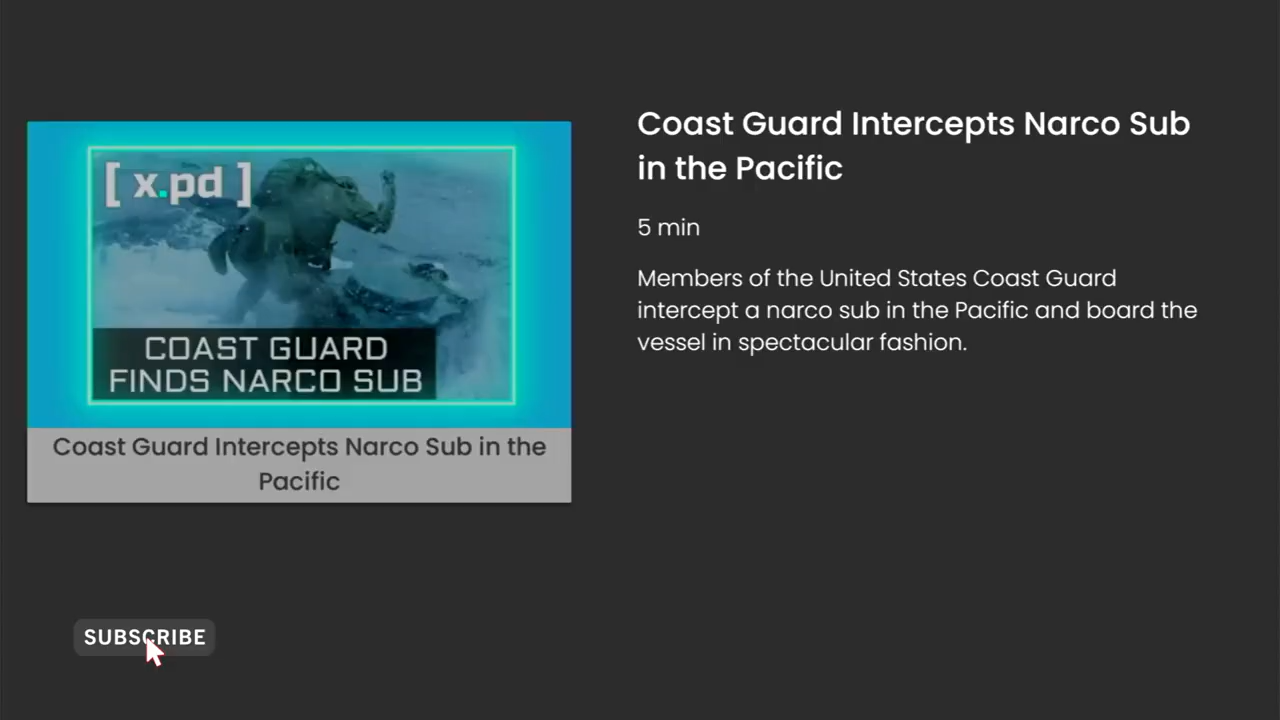 [ x.pd ]
COAST GUARD
FINDS NARCO SUB
Coast Guard Intercepts Narco Sub in the
Pacific
Coast Guard Intercepts Narco Sub
in the Pacific
5 min
Members of the United States Coast Guard
intercept a narco sub in the Pacific and board the
vessel in spectacular fashion.
SUBSCRIBE